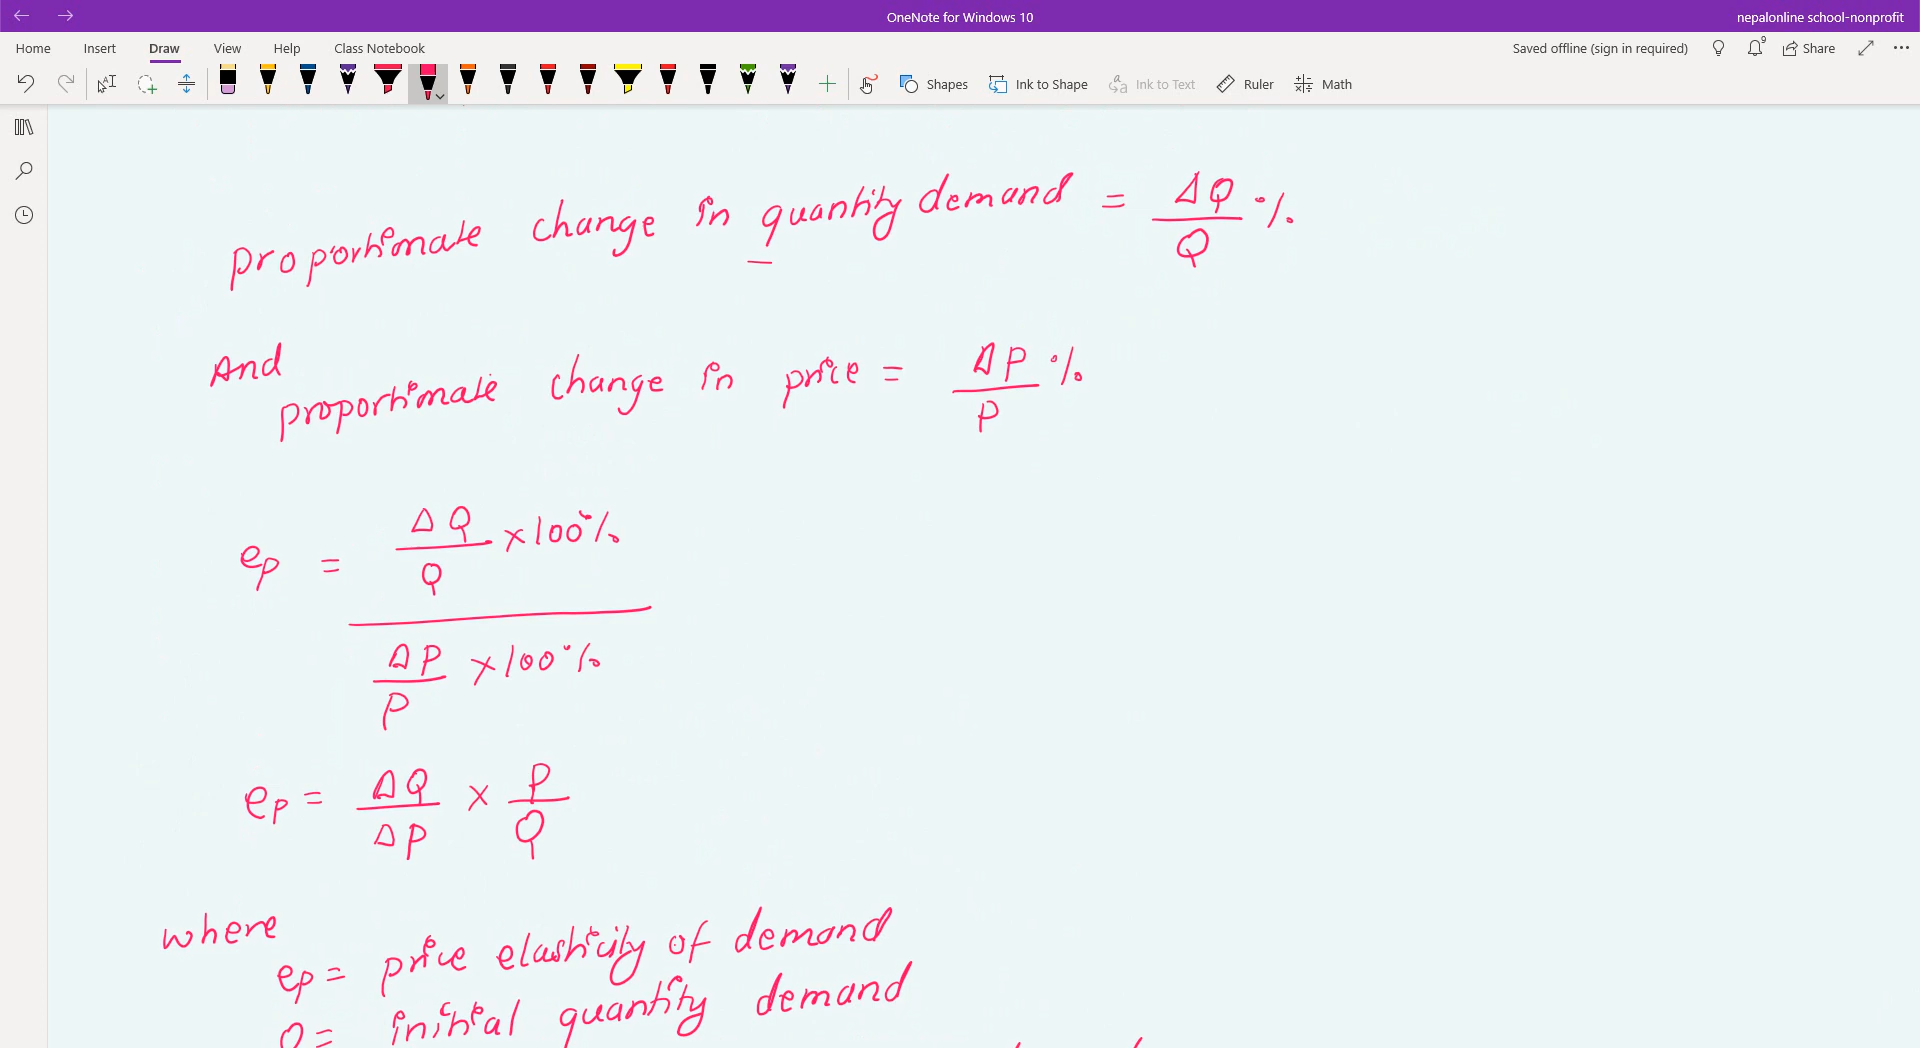 OneNote for Windows 10
nepalonline school-nonprofit
Home Insert Draw View Help Class Notebook
Saved offline (sign in required) 9 Share
Shapes Ink to Shape Ink to Text Ruler Math
proportionate change in quantity demand = ΔQ/Q %
And
proportionate change in price = ΔP/P %
ep = (ΔQ/Q × 100%)/(ΔP/P × 100%)
ep = ΔQ/ΔP × P/Q
where
ep = price elasticity of demand
Q = initial quantity demand